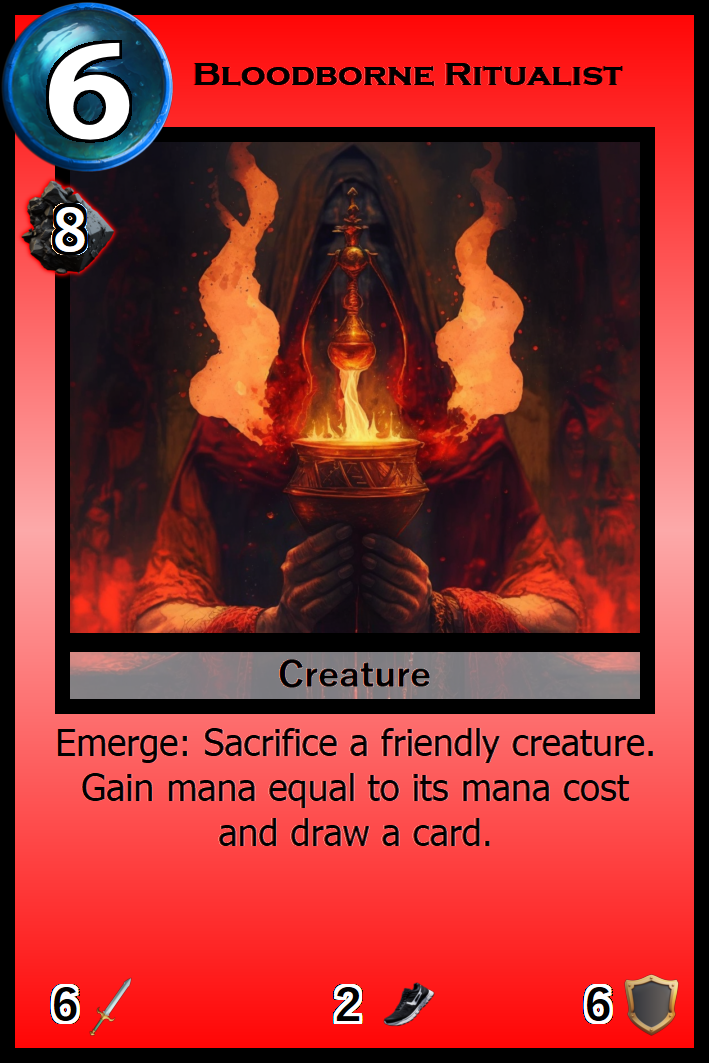 6
Bloodborne Ritualist
8
Creature
Emerge: Sacrifice a friendly creature.
Gain mana equal to its mana cost
and draw a card.
6 2 6